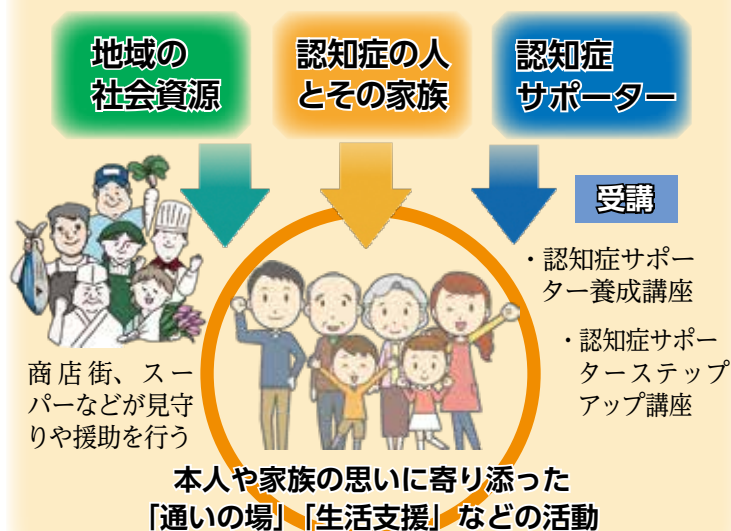 地域の
社会資源
認知症の人
とその家族
認知症
サポーター
受講
・認知症サポー
ター養成講座
・認知症サポー
ターステップ
アップ講座
商店街、スー
パーなどが見守
りや援助を行う
本人や家族の思いに寄り添った
「通いの場」「生活支援」などの活動